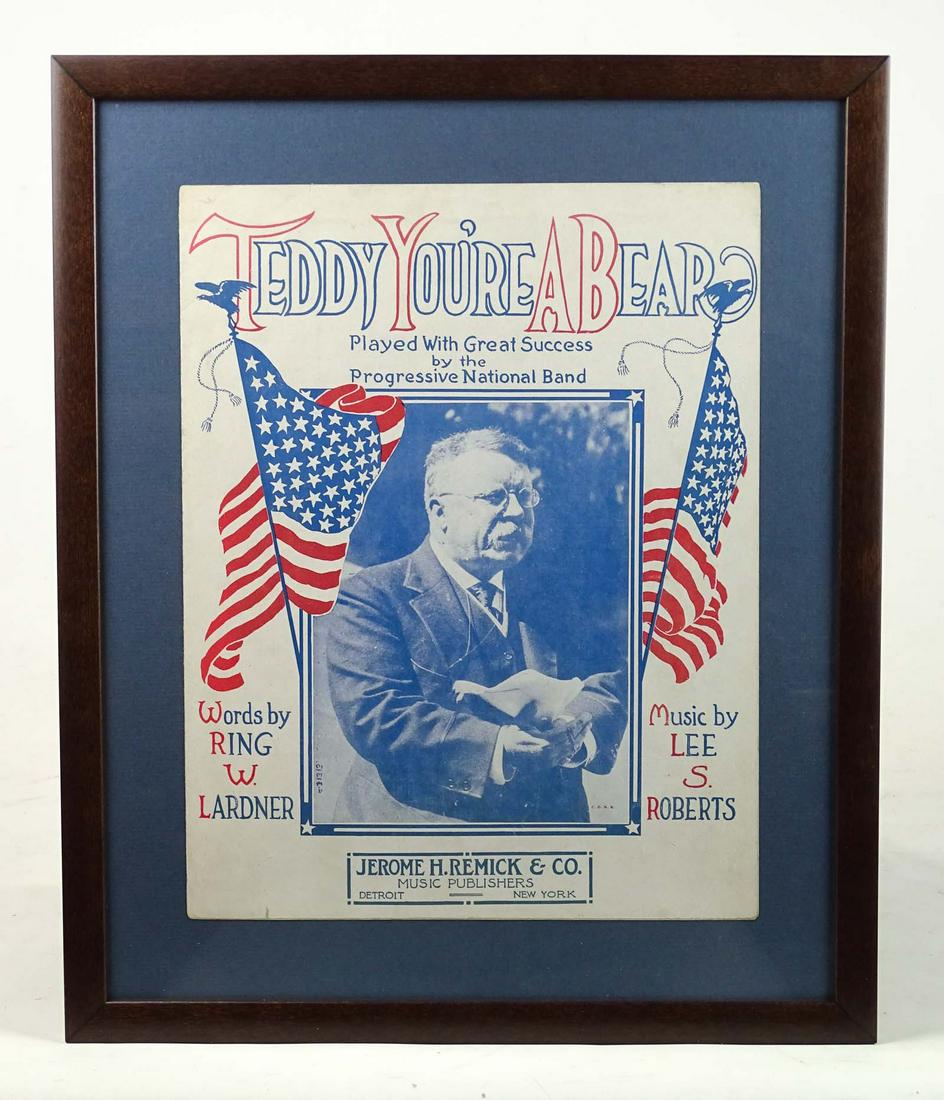 TEDDY YOU'RE A BEAR
Played With Great Success
by the
Progressive National Band
Words by
RING
W.
LARDNER
Music by
LEE
S.
ROBERTS
JEROME H. REMICK & CO.
MUSIC PUBLISHERS
DETROIT — NEW YORK